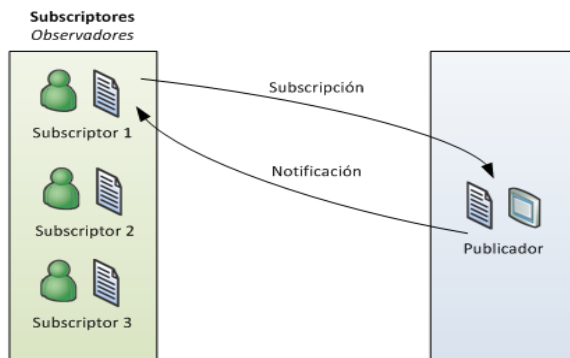 Subscriptores
Observadores
Subscripción
Subscriptor 1
Notificación
Subscriptor 2
Publicador
Subscriptor 3